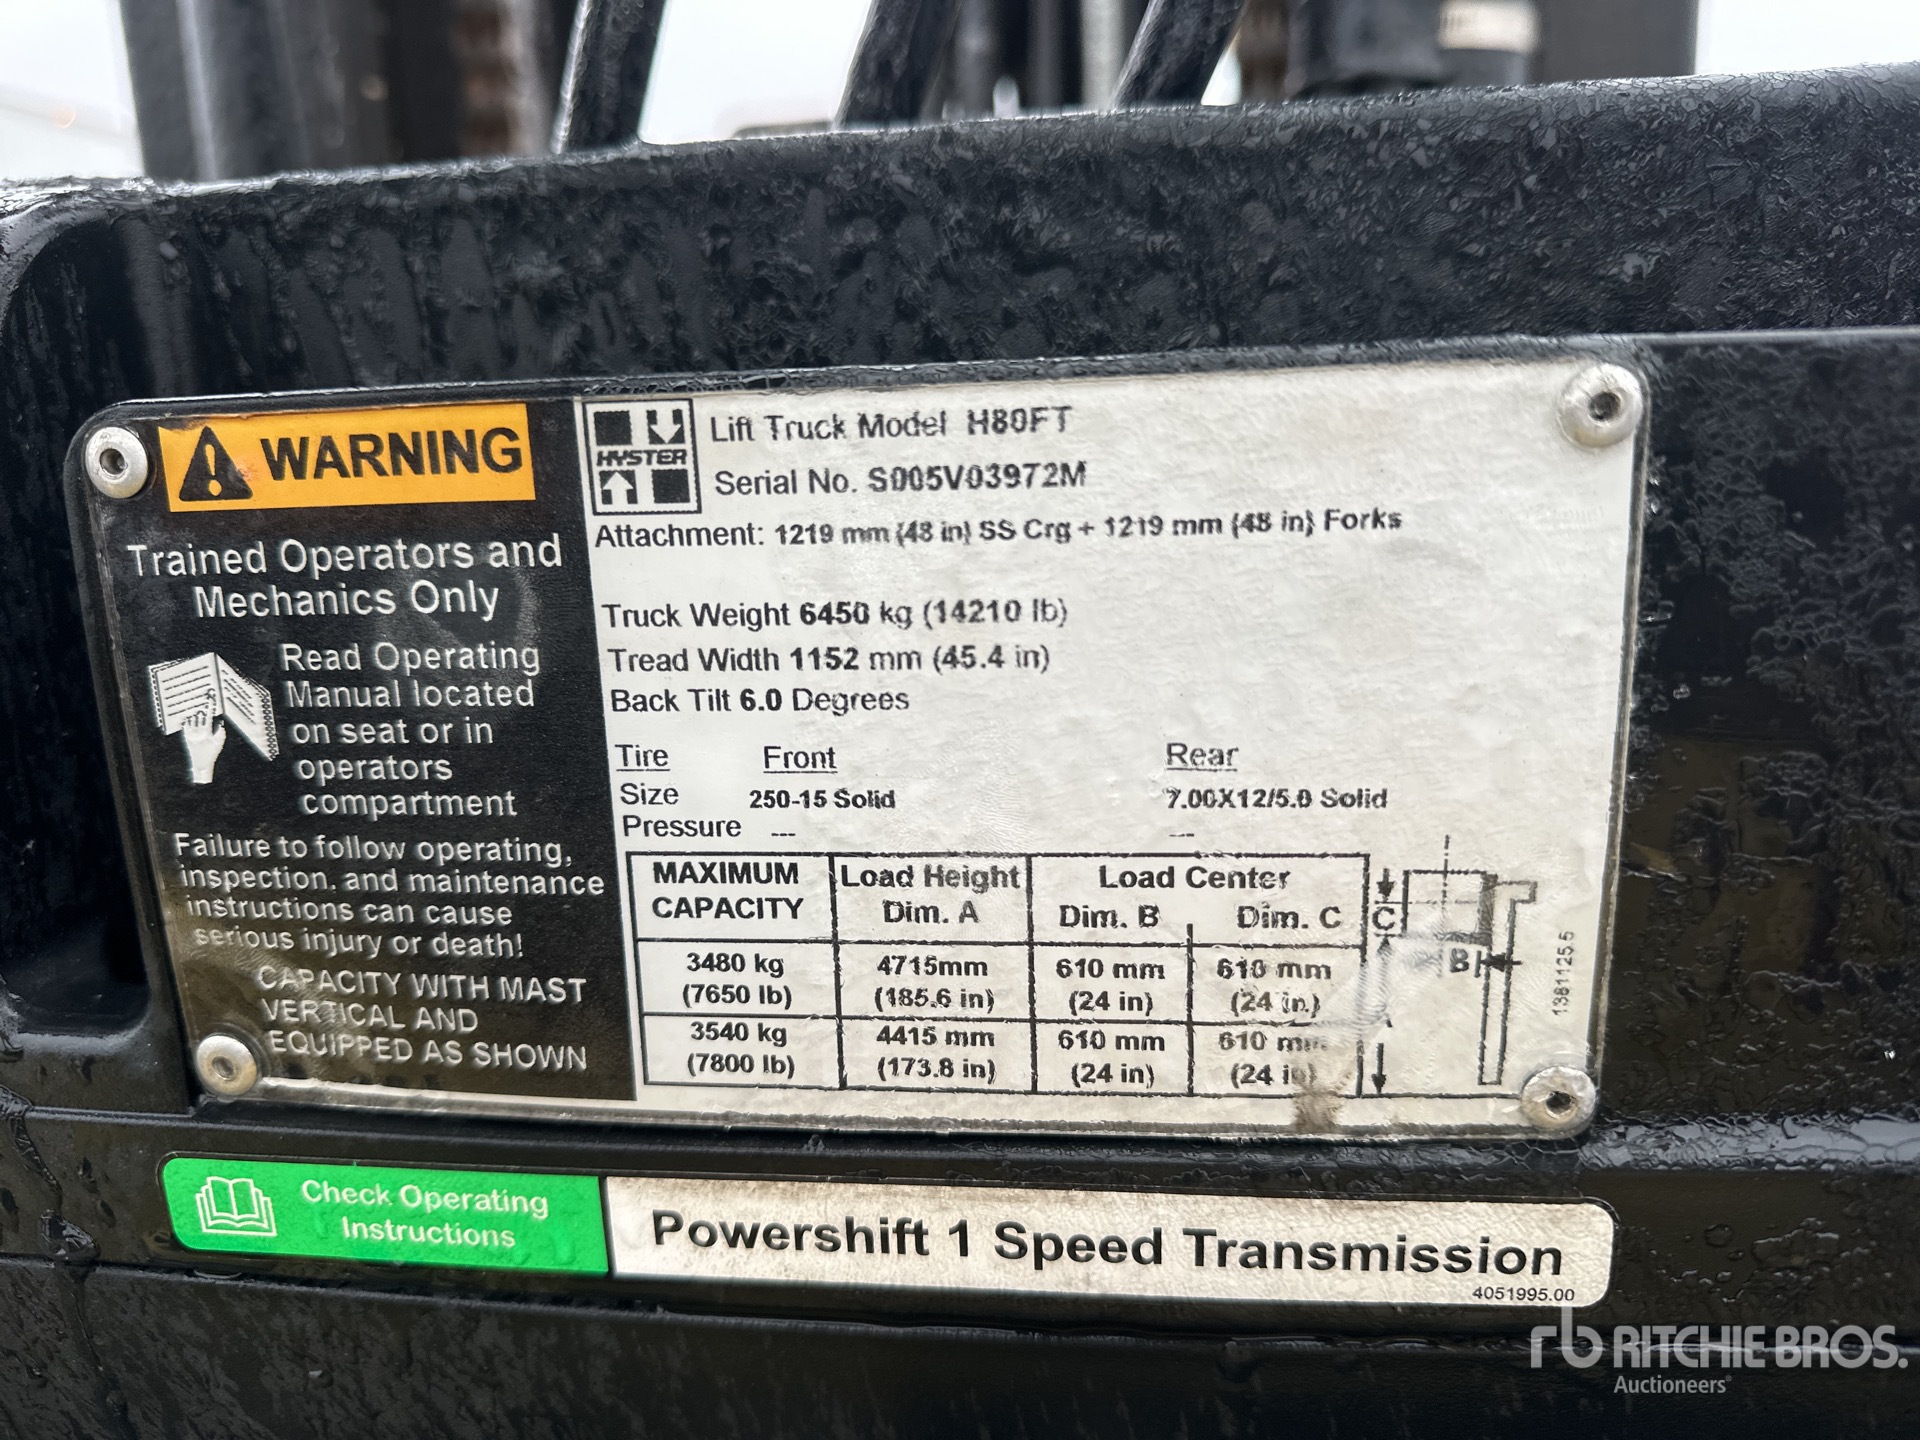 WARNING
Trained Operators and
Mechanics Only
Read Operating
Manual located
on seat or in
operators
compartment
Failure to follow operating,
inspection. and maintenance
instructions can cause
serious injury or death!
CAPACITY WITH MAST
VERTICAL AND
EQUIPPED AS SHOWN
HYSTER
Lift Truck Model H80FT
Serial No. S005V03972M
Attachment: 1219 mm (48 in) SS Crg + 1219 mm (48 in) Forks
Truck Weight 6450 kg (14210 lb)
Tread Width 1152 mm (45.4 in)
Back Tilt 6.0 Degrees
Tire Front Rear
Size 250-15 Solid 7.00X12/5.0 Solid
Pressure --- ---
MAXIMUM Load Height Load Center
CAPACITY Dim. A Dim. B Dim. C
3480 kg 4715mm 610 mm 610 mm
(7650 lb) (185.6 in) (24 in) (24 in)
3540 kg 4415 mm 610 mm 610 mm
(7800 lb) (173.8 in) (24 in) (24 in)
C
B
1381125.5
Check Operating
Instructions
Powershift 1 Speed Transmission
4051995.00
rb RITCHIE BROS.
Auctioneers